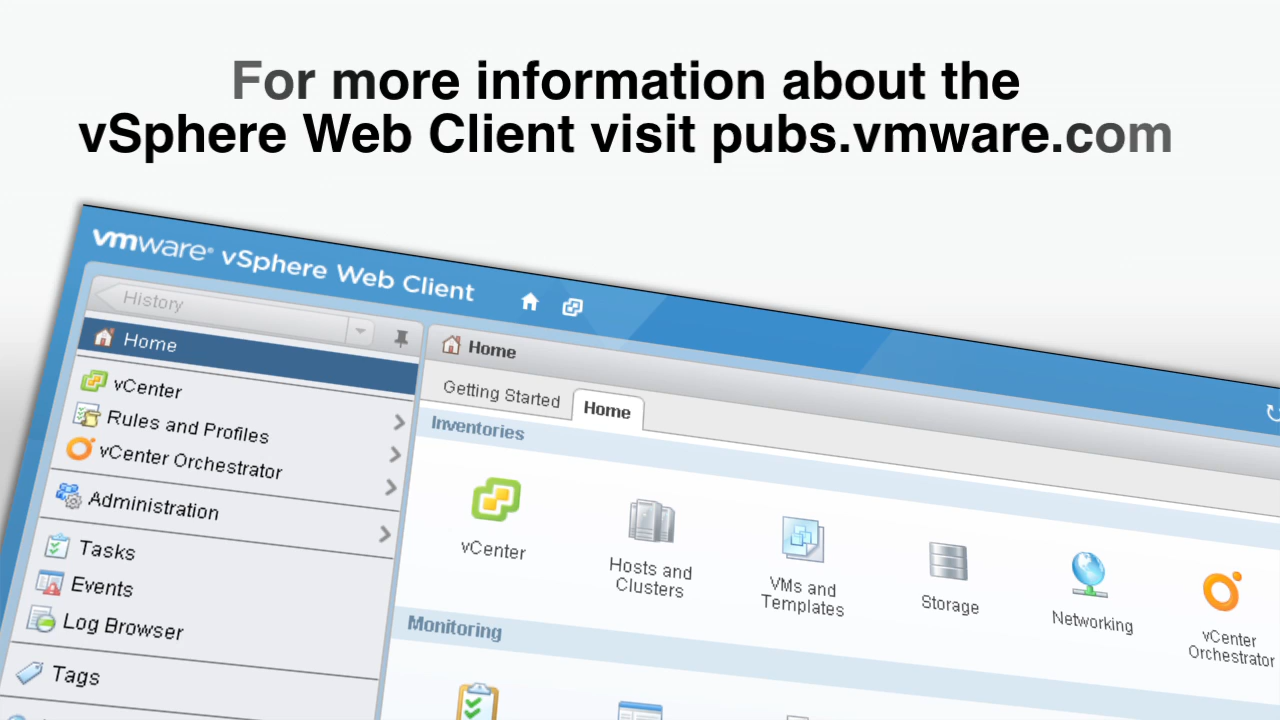 For more information about the
vSphere Web Client visit pubs.vmware.com
vmware® vSphere Web Client
History
Home
vCenter
Rules and Profiles
vCenter Orchestrator
Administration
Tasks
Events
Log Browser
Tags
Home
Getting Started
Home
Inventories
vCenter
Hosts and
Clusters
VMs and
Templates
Storage
Networking
vCenter
Orchestrator
Monitoring